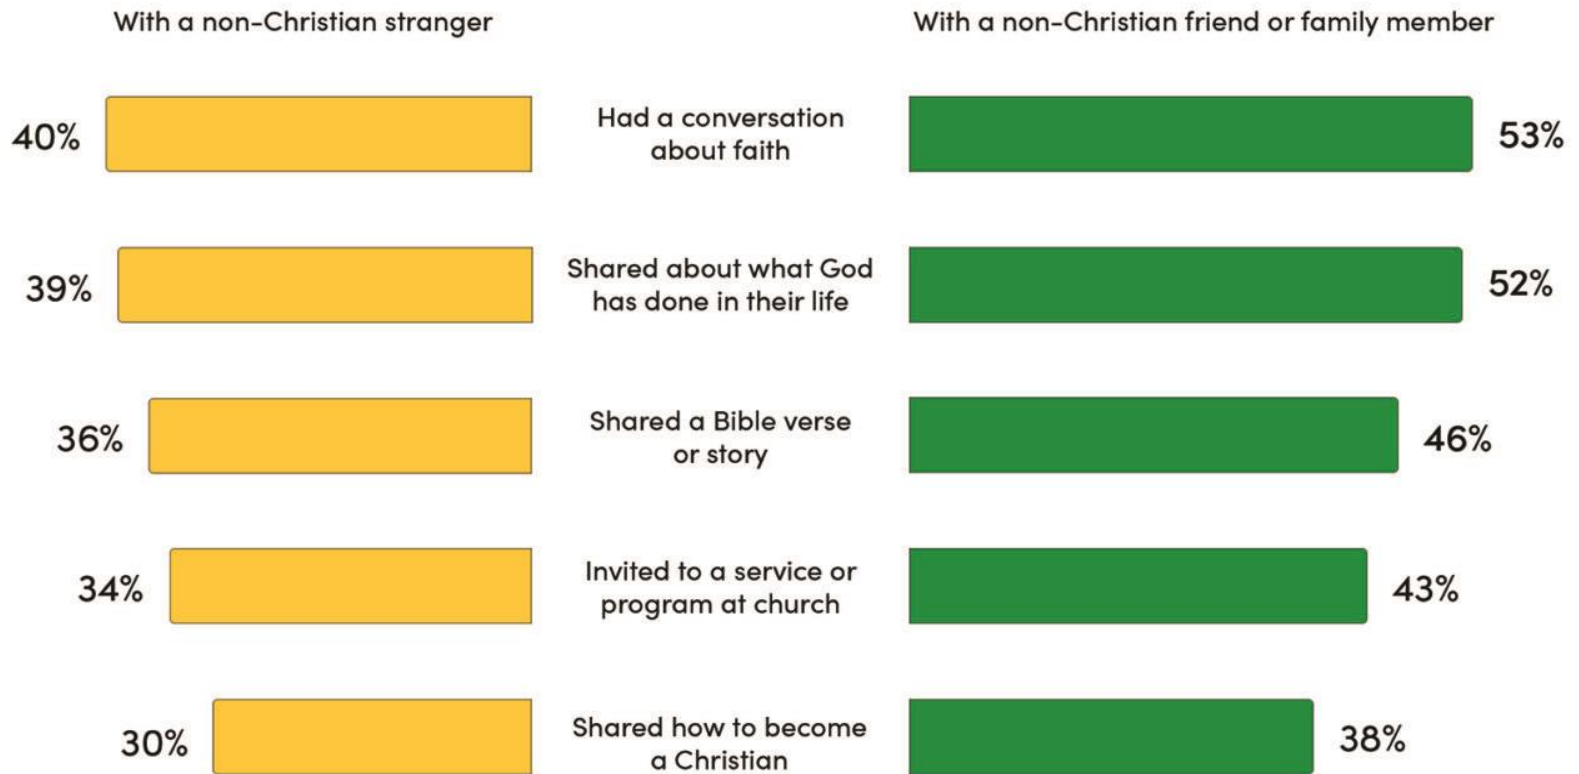 With a non-Christian stranger
With a non-Christian friend or family member
40%
Had a conversation
about faith
53%
39%
Shared about what God
has done in their life
52%
36%
Shared a Bible verse
or story
46%
34%
Invited to a service or
program at church
43%
30%
Shared how to become
a Christian
38%